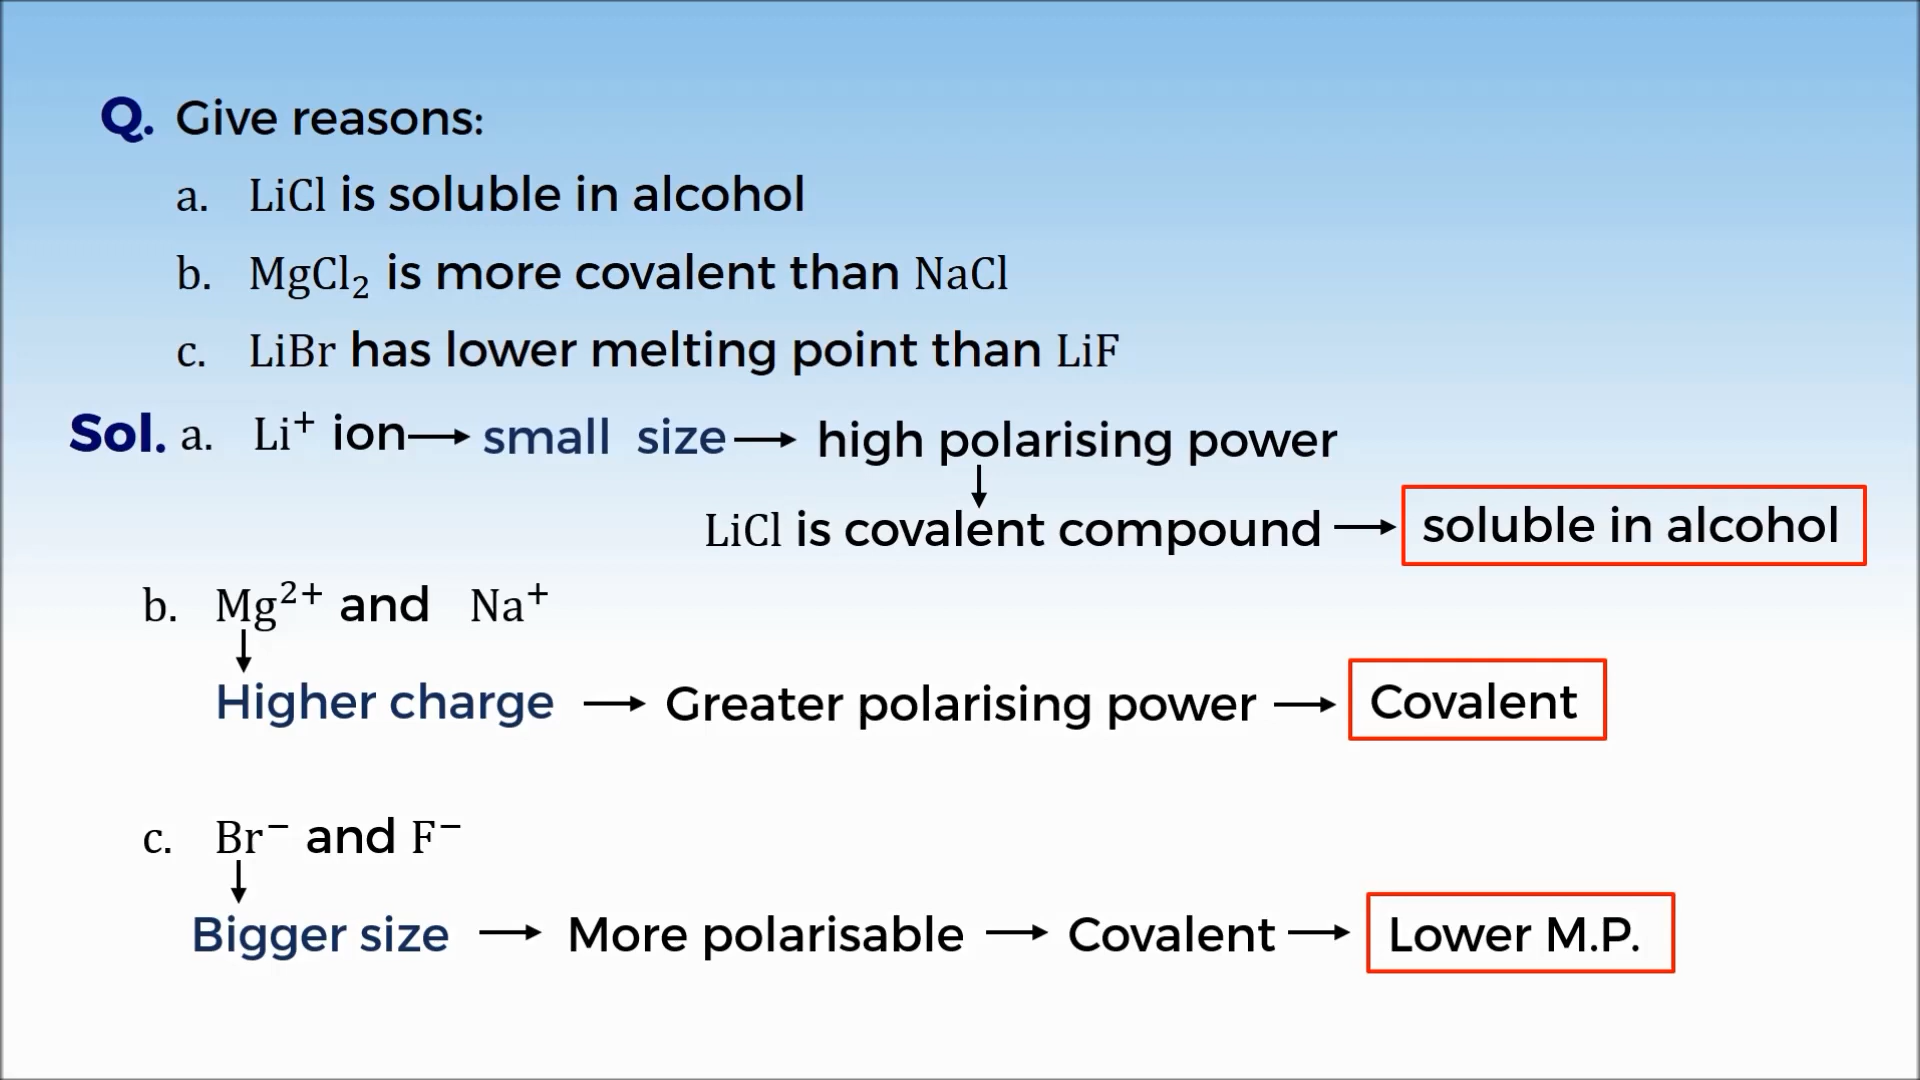 Q. Give reasons:
a. LiCl is soluble in alcohol
b. MgCl₂ is more covalent than NaCl
c. LiBr has lower melting point than LiF
Sol. a. Li⁺ ion → small size → high polarising power
↓
LiCl is covalent compound → soluble in alcohol
b. Mg²⁺ and Na⁺
↓
Higher charge → Greater polarising power → Covalent
c. Br⁻ and F⁻
↓
Bigger size → More polarisable → Covalent → Lower M.P.